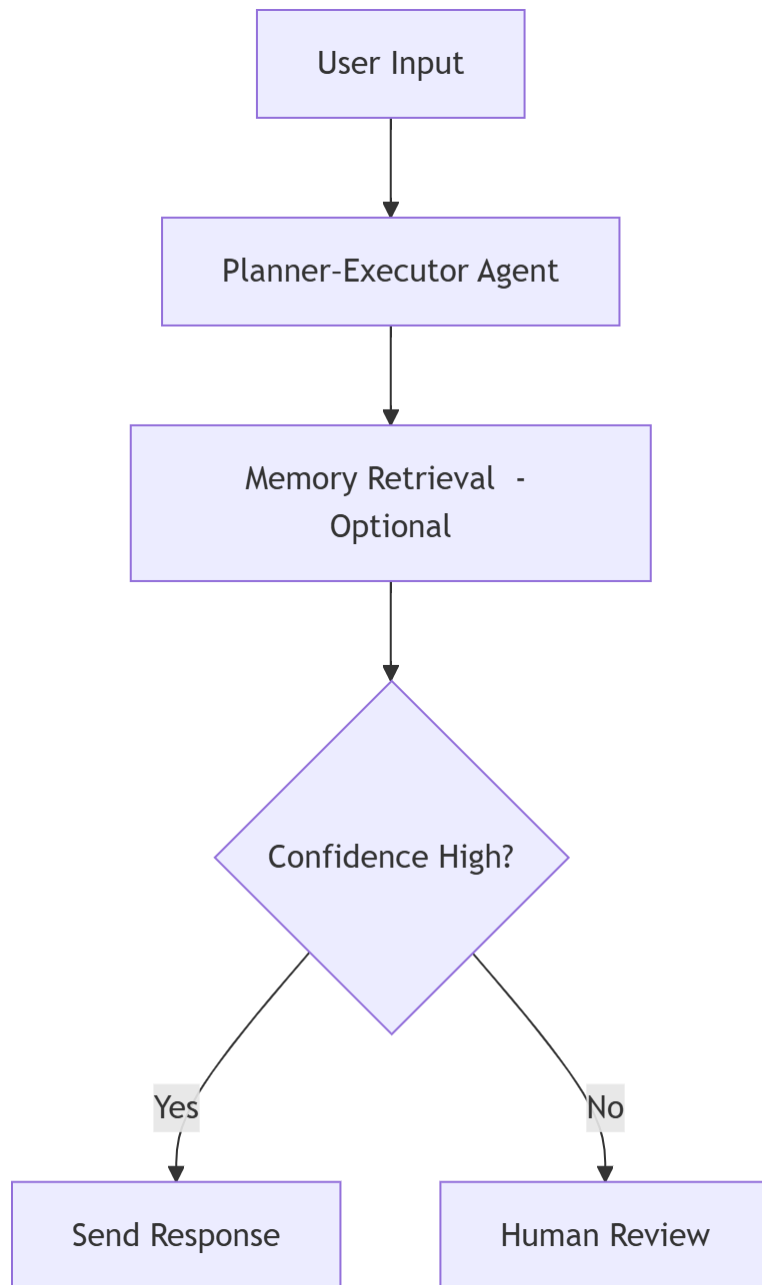 User Input
Planner-Executor Agent
Memory Retrieval -
Optional
Confidence High?
Yes
No
Send Response
Human Review